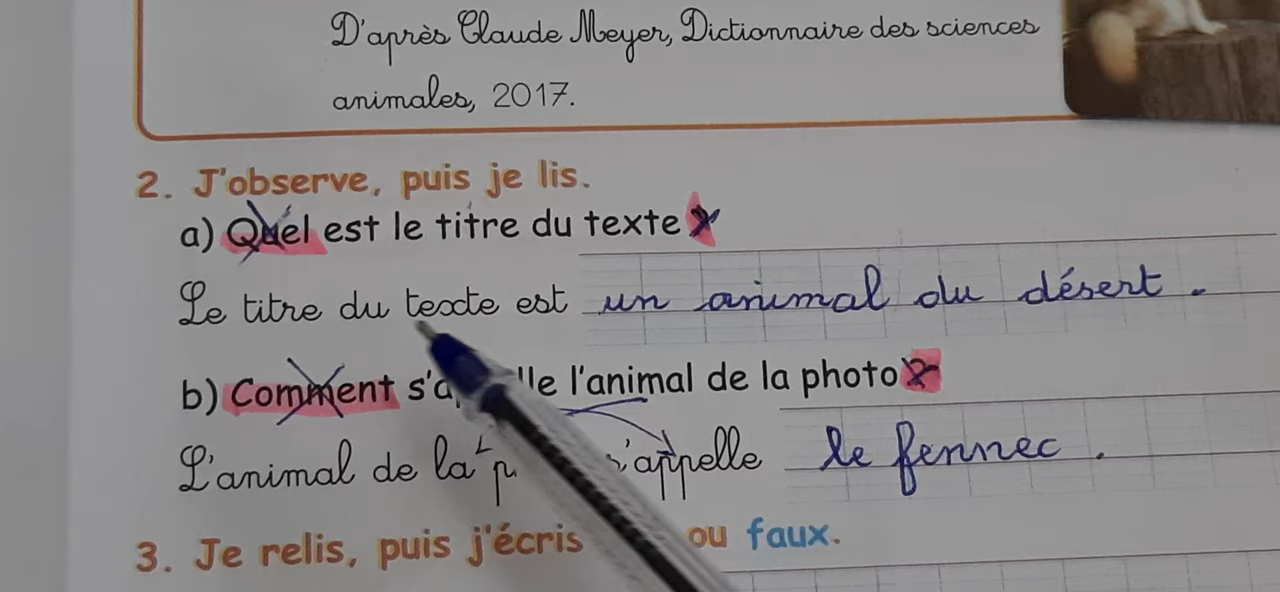 D'après Claude Meyer, Dictionnaire des sciences
animales, 2017.
2. J'observe, puis je lis.
a) Quel est le titre du texte
Le titre du texte est un animal du désert.
b) Comment l'animal de la photo
L'animal de la s'appelle le fennec.
3. Je relis, puis j'écris ou faux.